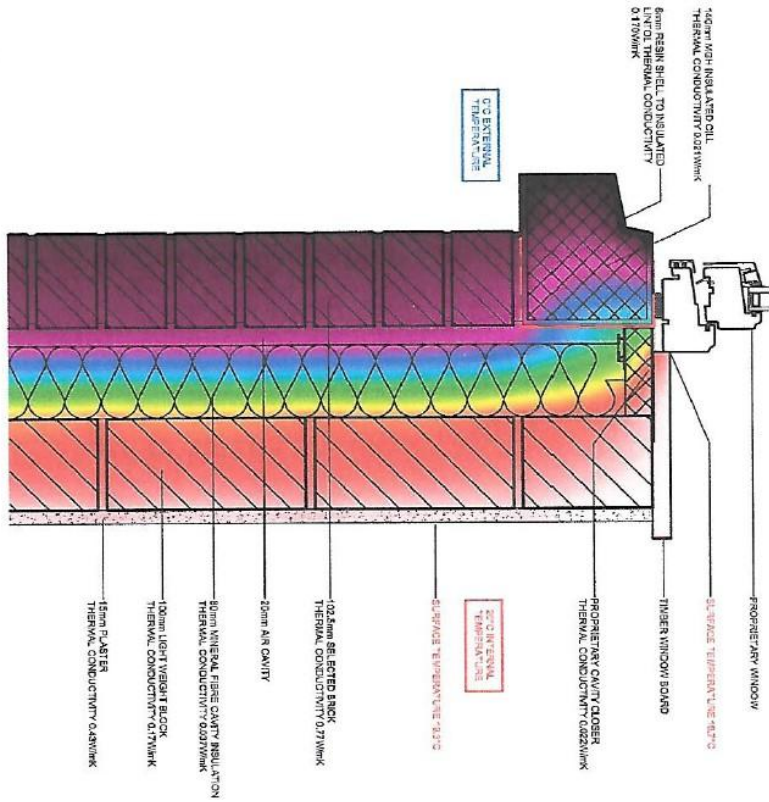 140mm MGH INSULATED CILL
THERMAL CONDUCTIVITY 0.021W/mK
6mm RESIN SHELL TO INSULATED
LINTOL THERMAL CONDUCTIVITY
0.170W/mK
0°C EXTERNAL
TEMPERATURE
PROPRIETARY WINDOW
SURFACE TEMPERATURE
TIMBER WINDOW BOARD
PROPRIETARY CAVITY CLOSER
THERMAL CONDUCTIVITY 0.022W/mK
20°C INTERNAL
TEMPERATURE
SURFACE TEMPERATURE
102.5mm SELECTED BRICK
THERMAL CONDUCTIVITY 0.77W/mK
20mm AIR CAVITY
80mm MINERAL FIBRE CAVITY INSULATION
THERMAL CONDUCTIVITY 0.037W/mK
100mm LIGHT WEIGHT BLOCK
THERMAL CONDUCTIVITY 0.17W/mK
15mm PLASTER
THERMAL CONDUCTIVITY 0.43W/mK